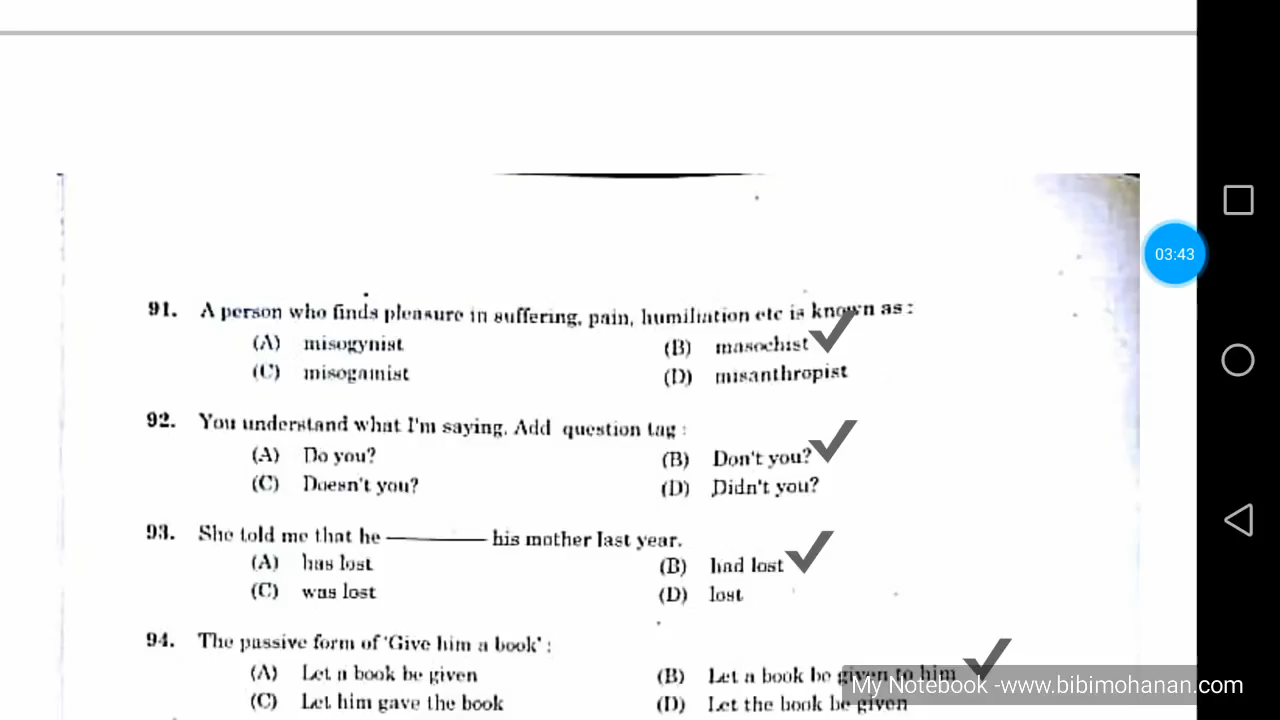 03:43
91. A person who finds pleasure in suffering, pain, humiliation etc is known as :
(A) misogynist (B) masochist
(C) misogamist (D) misanthropist
92. You understand what I'm saying. Add question tag :
(A) Do you? (B) Don't you?
(C) Doesn't you? (D) Didn't you?
93. She told me that he ———— his mother last year.
(A) has lost (B) had lost
(C) was lost (D) lost
94. The passive form of 'Give him a book' :
(A) Let a book be given (B) Let a book be given to him
(C) Let him gave the book (D) Let the book be given
My Notebook -www.bibimohanan.com